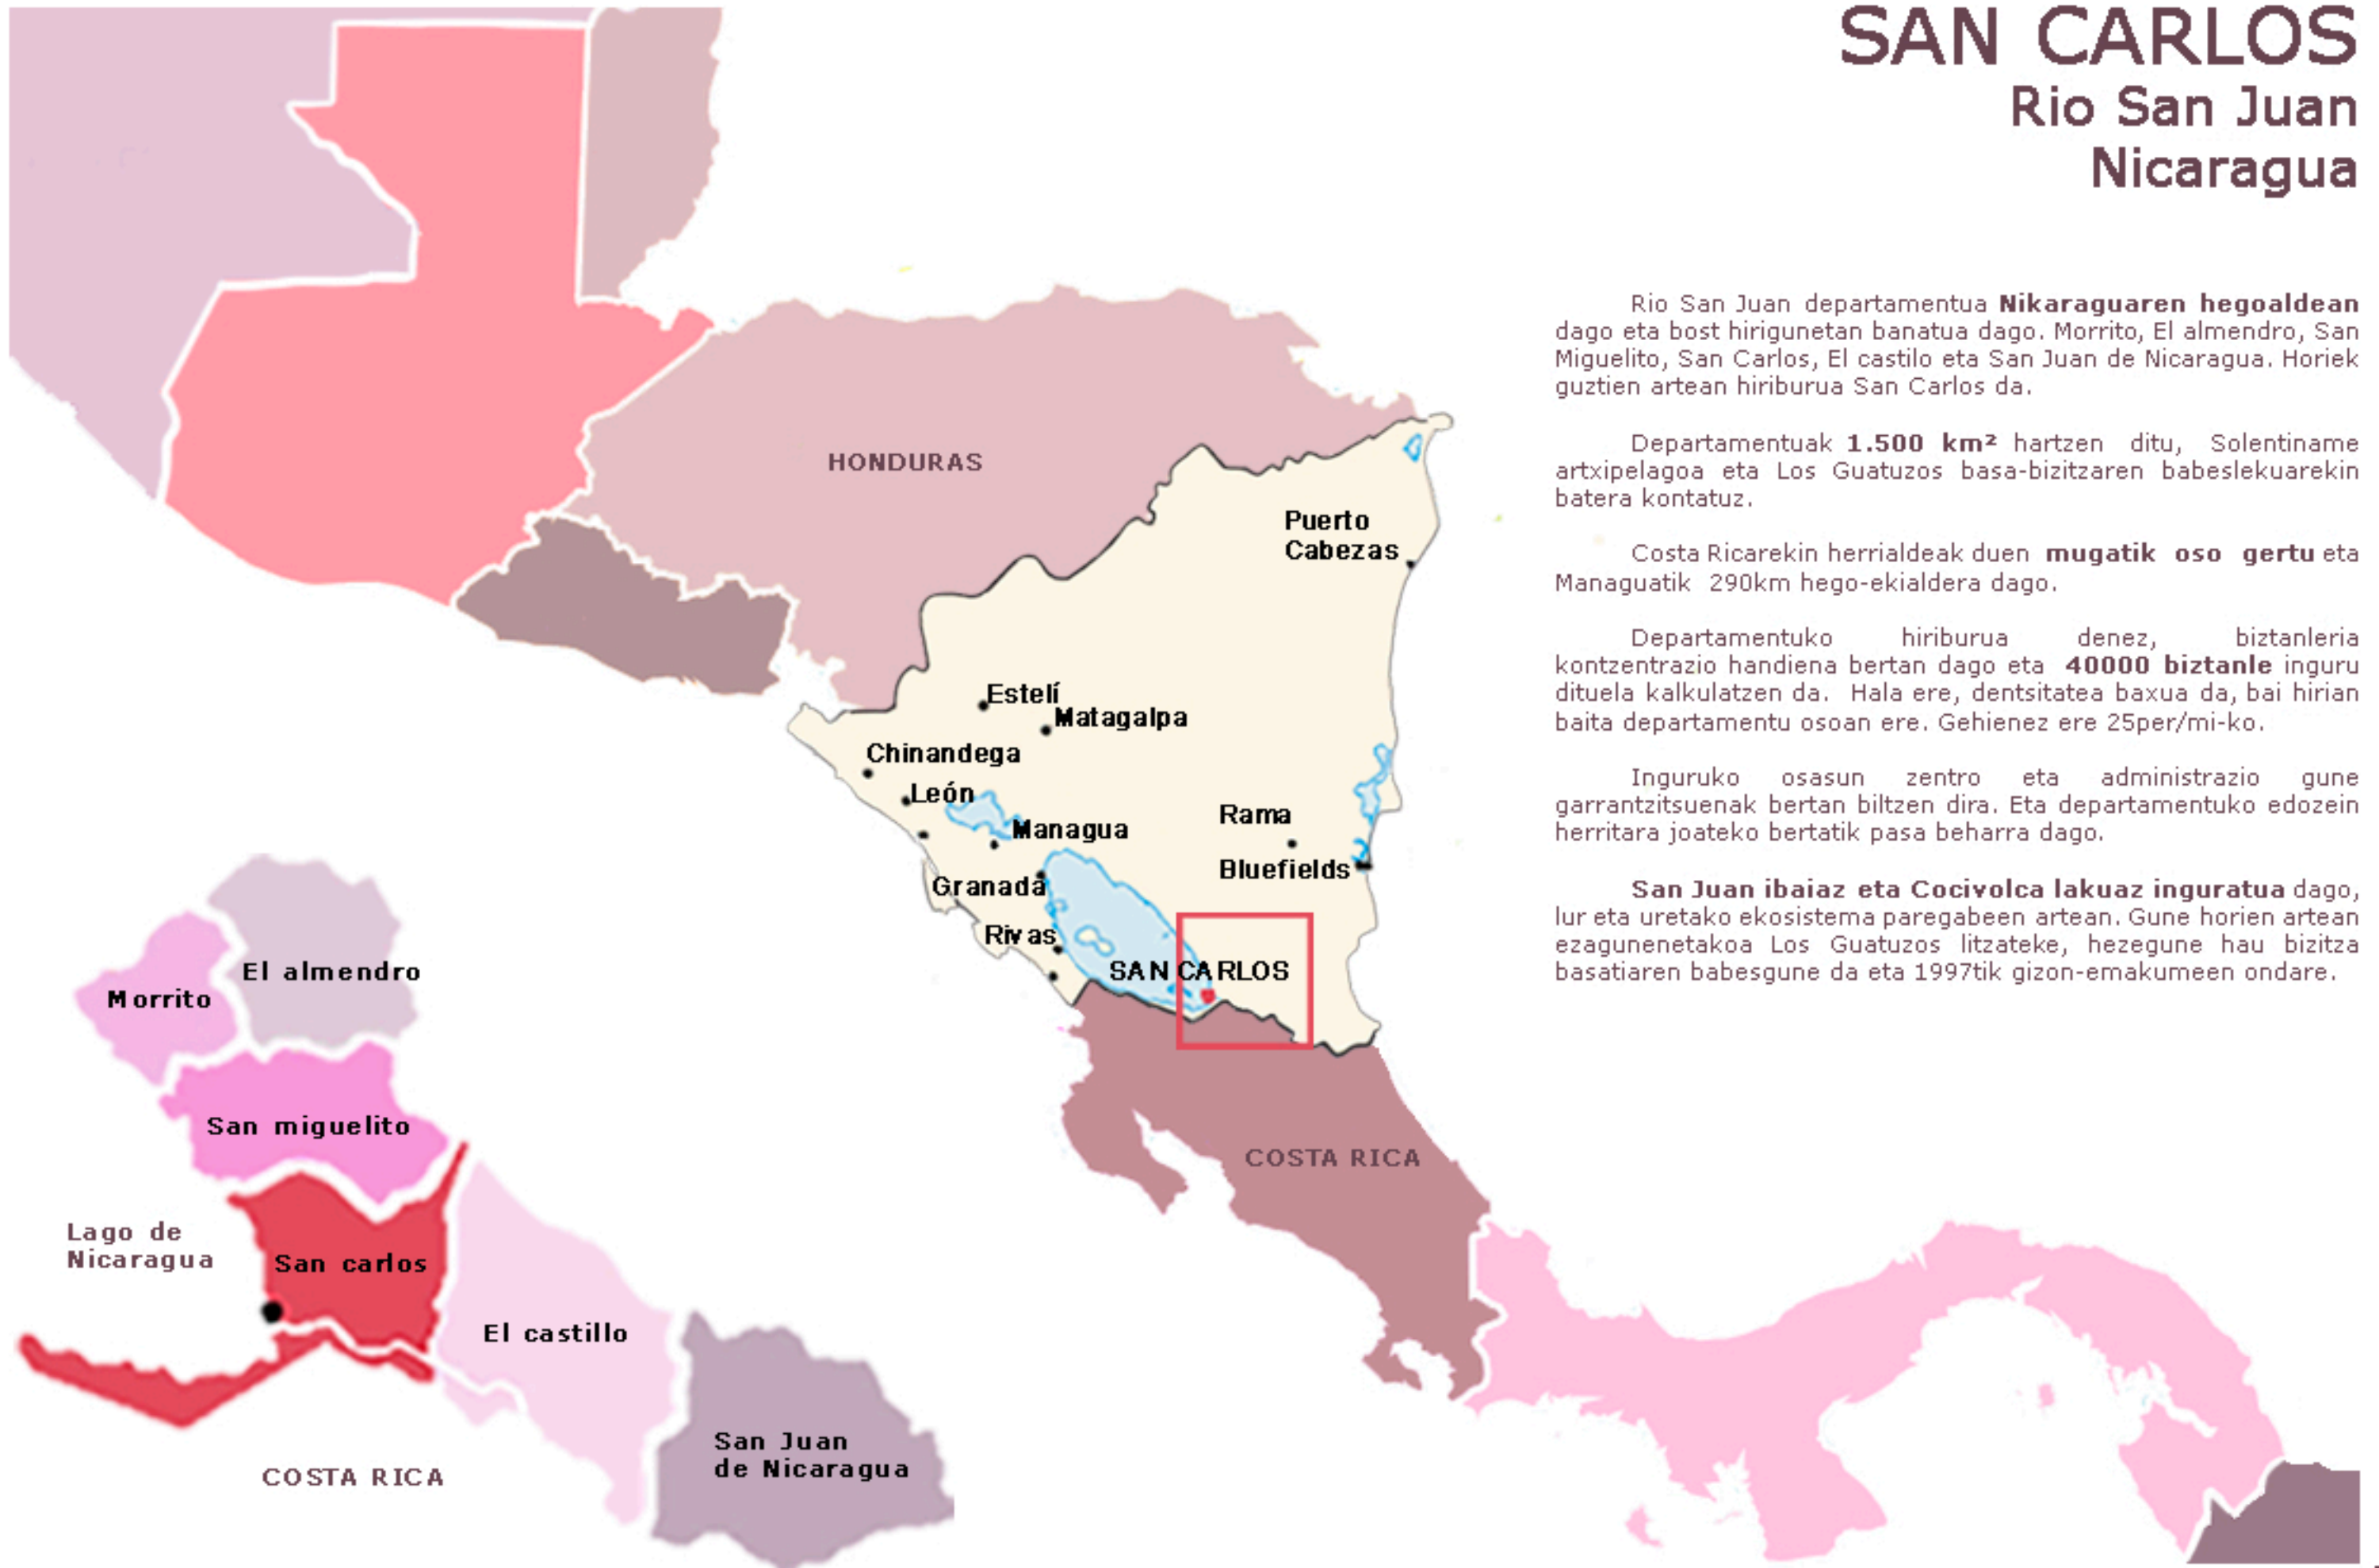 SAN CARLOS
Rio San Juan
Nicaragua
Rio San Juan departamentua Nikaraguaren hegoaldean
dago eta bost hirigunetan banatua dago. Morrito, El almendro, San
Miguelito, San Carlos, El castilo eta San Juan de Nicaragua. Horiek
guztien artean hiriburua San Carlos da.
Departamentuak 1.500 km² hartzen ditu, Solentiname
artxipelagoa eta Los Guatuzos basa-bizitzaren babeslekuarekin
batera kontatuz.
Costa Ricarekin herrialdeak duen mugatik oso gertu eta
Managuatik 290km hego-ekialdera dago.
Departamentuko hiriburua denez, biztanleria
kontzentrazio handiena bertan dago eta 40000 biztanle inguru
dituela kalkulatzen da. Hala ere, dentsitatea baxua da, bai hirian
baita departamentu osoan ere. Gehienez ere 25per/mi-ko.
Inguruko osasun zentro eta administrazio gune
garrantzitsuenak bertan biltzen dira. Eta departamentuko edozein
herritara joateko bertatik pasa beharra dago.
San Juan ibaiaz eta Cocivolca lakuaz inguratua dago,
lur eta uretako ekosistema paregabeen artean. Gune horien artean
ezagunenetakoa Los Guatuzos litzateke, hezegune hau bizitza
basatiaren babesgune da eta 1997tik gizon-emakumeen ondare.
HONDURAS
Puerto
Cabezas
Estelí
Matagalpa
Chinandega
León
Managua
Rama
Bluefields
Granada
Rivas
SAN CARLOS
COSTA RICA
El almendro
Morrito
San miguelito
Lago de
Nicaragua
San carlos
El castillo
San Juan
de Nicaragua
COSTA RICA